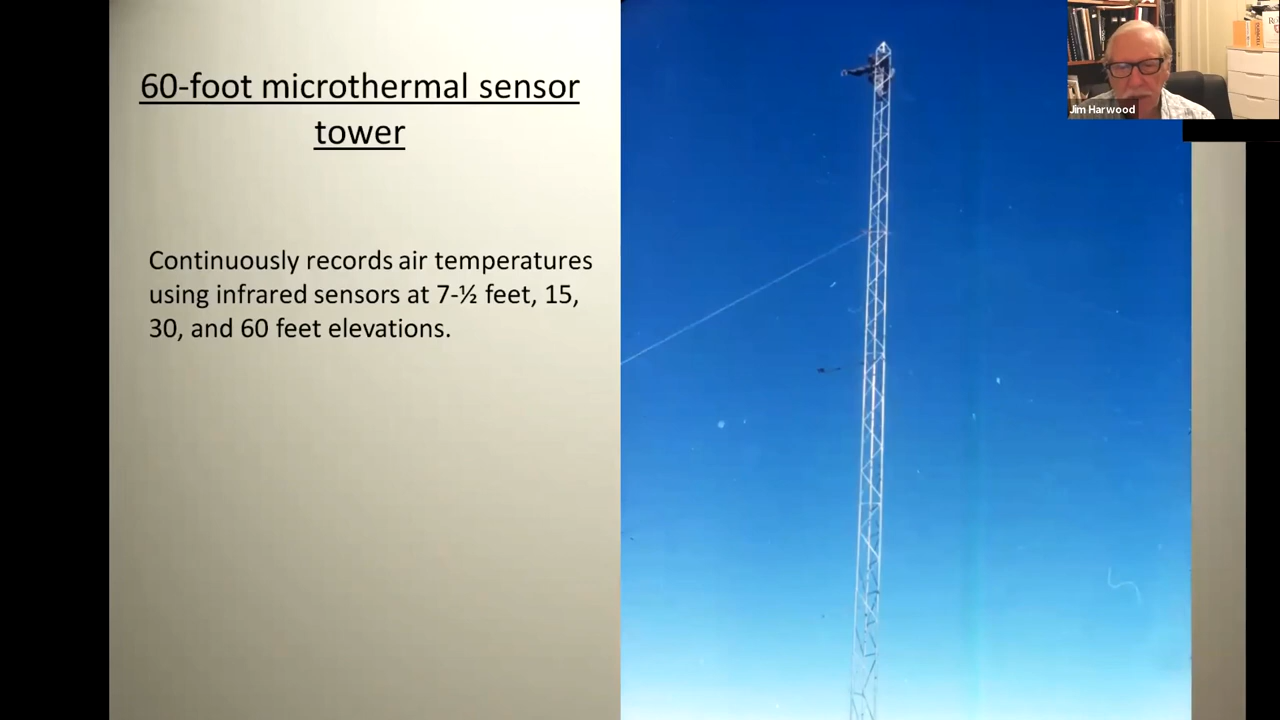 60-foot microthermal sensor
tower
Continuously records air temperatures
using infrared sensors at 7-½ feet, 15,
30, and 60 feet elevations.
Jim Harwood